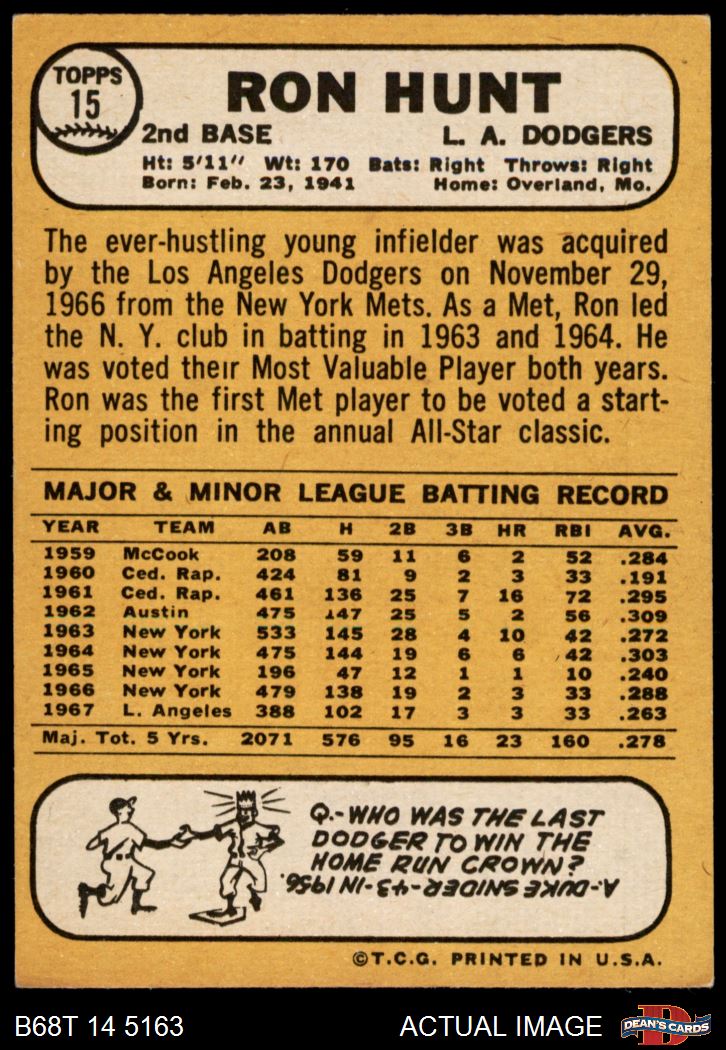 TOPPS
15
RON HUNT
2nd BASE L. A. DODGERS
Ht: 5'11" Wt: 170 Bats: Right Throws: Right
Born: Feb. 23, 1941 Home: Overland, Mo.
The ever-hustling young infielder was acquired
by the Los Angeles Dodgers on November 29,
1966 from the New York Mets. As a Met, Ron led
the N. Y. club in batting in 1963 and 1964. He
was voted their Most Valuable Player both years.
Ron was the first Met player to be voted a start-
ing position in the annual All-Star classic.
MAJOR & MINOR LEAGUE BATTING RECORD
YEAR TEAM AB H 2B 3B HR RBI AVG.
1959 McCook 208 59 11 6 2 52 .284
1960 Ced. Rap. 424 81 9 2 3 33 .191
1961 Ced. Rap. 461 136 25 7 16 72 .295
1962 Austin 475 147 25 5 2 56 .309
1963 New York 533 145 28 4 10 42 .272
1964 New York 475 144 19 6 6 42 .303
1965 New York 196 47 12 1 1 10 .240
1966 New York 479 138 19 2 3 33 .288
1967 L. Angeles 388 102 17 3 3 33 .263
Maj. Tot. 5 Yrs. 2071 576 95 16 23 160 .278
Q.-WHO WAS THE LAST
DODGER TO WIN THE
HOME RUN CROWN?
A-DUKE SNIDER-43-IN 1956.
©T.C.G. PRINTED IN U.S.A.
B68T 14 5163 ACTUAL IMAGE
D
DEAN'S CARDS